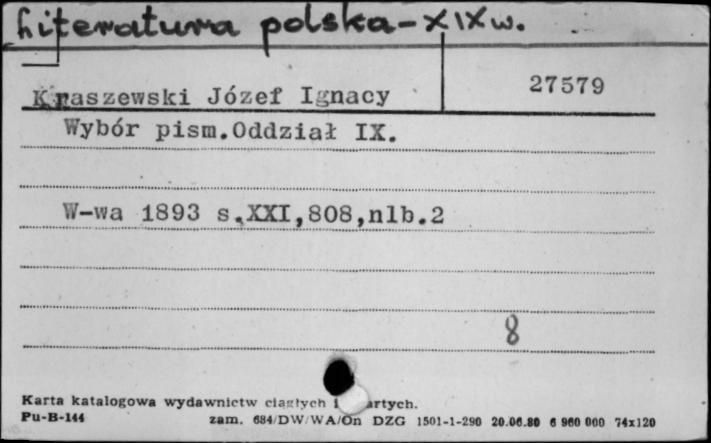 Literatura polska-XIXw.
Kraszewski Józef Ignacy
27579
Wybór pism.Oddział IX.
W-wa 1893 s.XXI,808,nlb.2
8
Karta katalogowa wydawnictw ciągłych i artych.
Pu-B-144 zam. 684/DW/WA/On DZG 1501-1-290 20.06.80 6 960 000 74x120